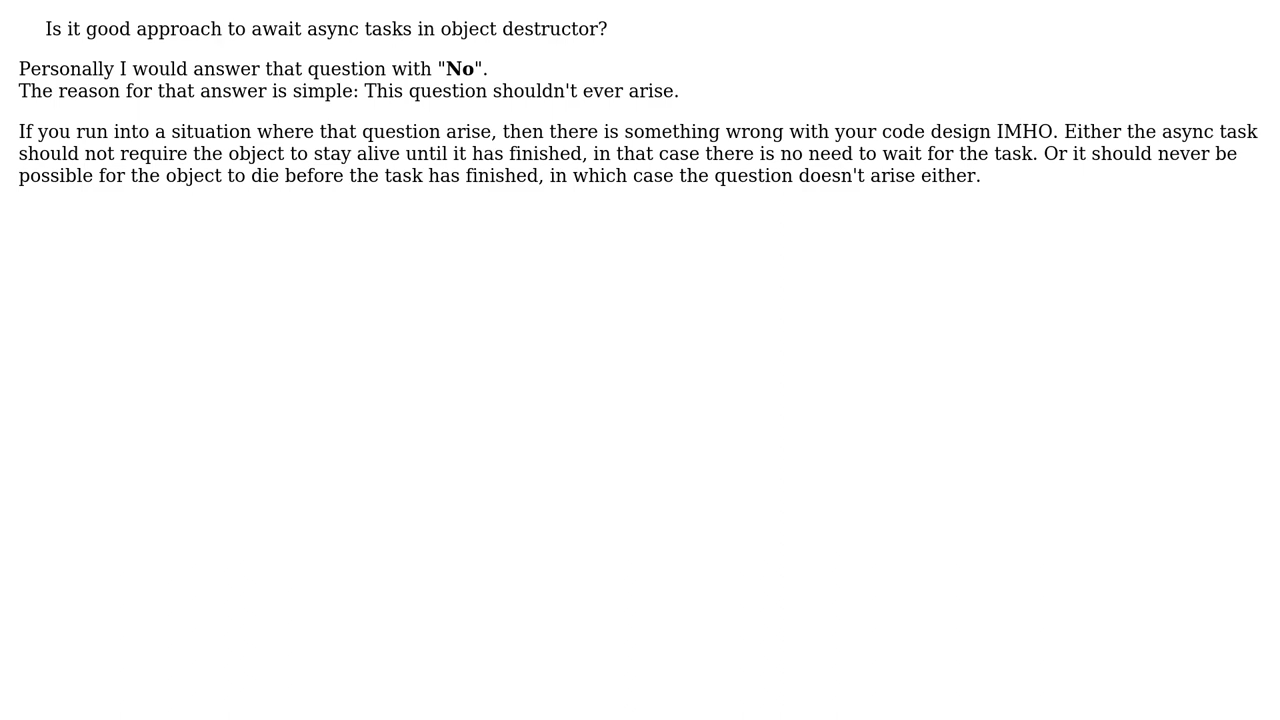 Is it good approach to await async tasks in object destructor?
Personally I would answer that question with "No".
The reason for that answer is simple: This question shouldn't ever arise.
If you run into a situation where that question arise, then there is something wrong with your code design IMHO. Either the async task
should not require the object to stay alive until it has finished, in that case there is no need to wait for the task. Or it should never be
possible for the object to die before the task has finished, in which case the question doesn't arise either.